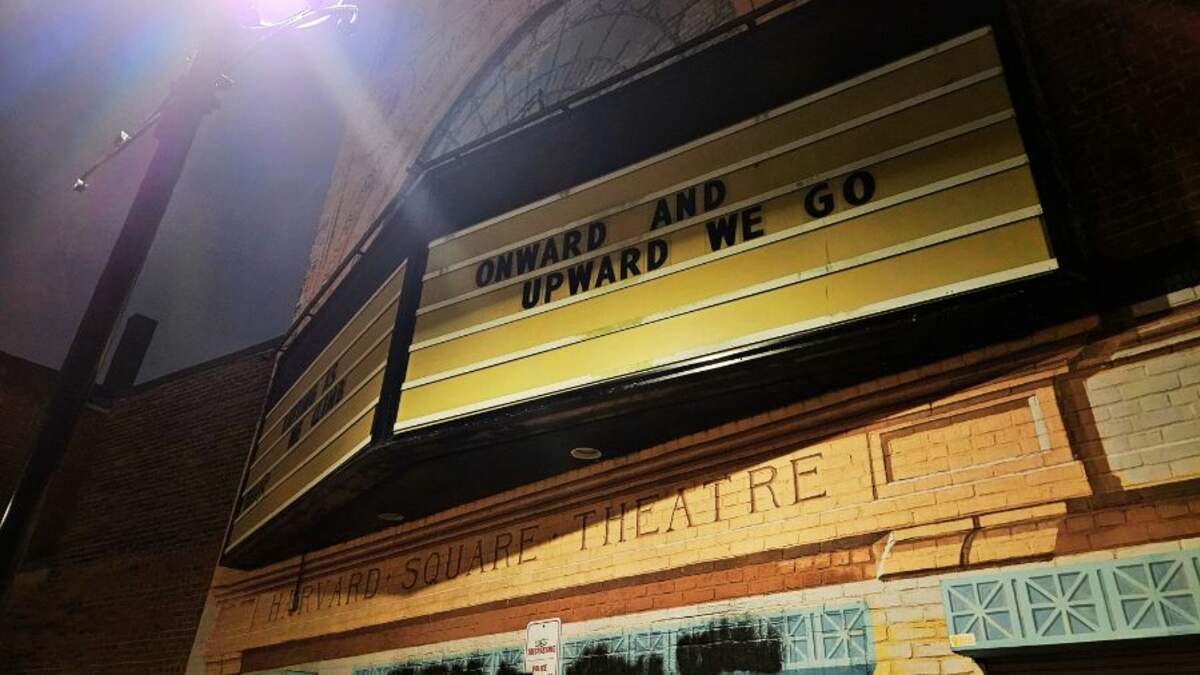 ONWARD AND
UPWARD WE GO
HARVARD · SQUARE · THEATRE